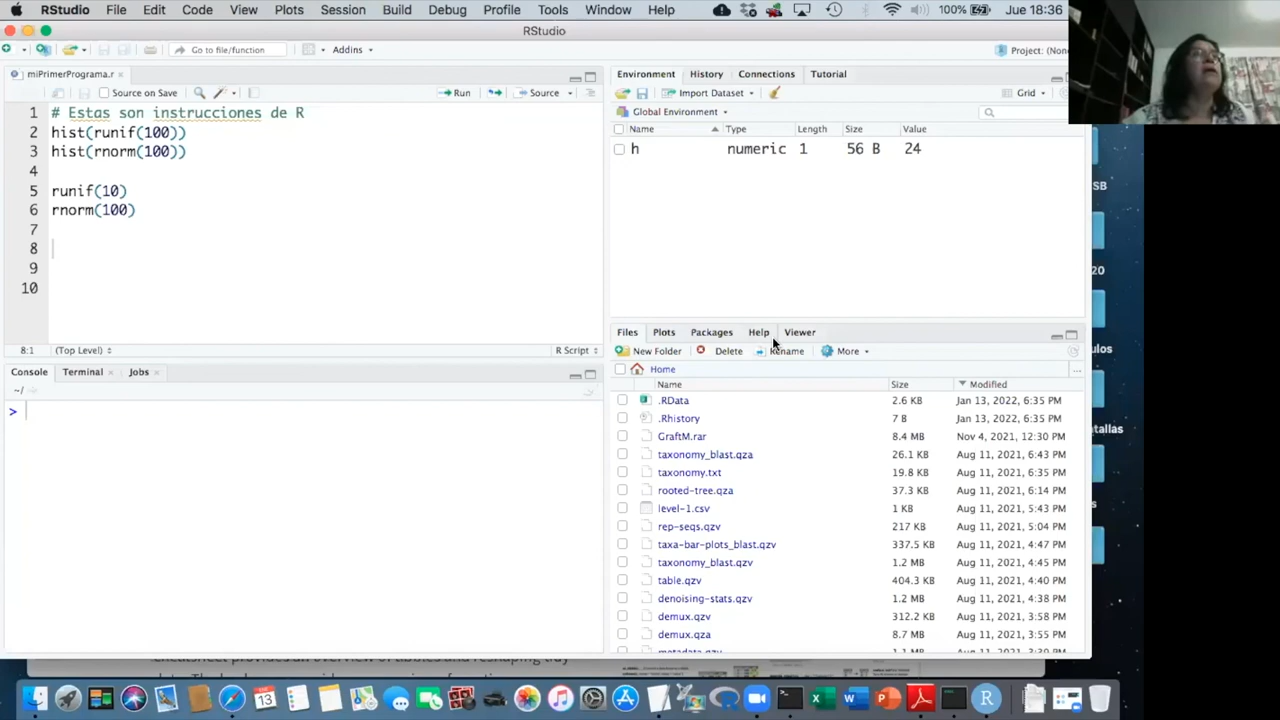 RStudio File Edit Code View Plots Session Build Debug Profile Tools Window Help 100% Jue 18:36
RStudio
Go to file/function Addins Project: (None
miPrimerPrograma.r
Source on Save Run Source
1 # Estas son instrucciones de R
2 hist(runif(100))
3 hist(rnorm(100))
4
5 runif(10)
6 rnorm(100)
7
8
9
10
8:1 (Top Level) R Script
Console Terminal Jobs
~/
>
Environment History Connections Tutorial
Import Dataset Grid
Global Environment
Name Type Length Size Value
h numeric 1 56 B 24
Files Plots Packages Help Viewer
New Folder Delete Rename More
Home ...
Name Size Modified
.RData 2.6 KB Jan 13, 2022, 6:35 PM
.Rhistory 7 B Jan 13, 2022, 6:35 PM
GraftM.rar 8.4 MB Nov 4, 2021, 12:30 PM
taxonomy_blast.qza 26.1 KB Aug 11, 2021, 6:43 PM
taxonomy.txt 19.8 KB Aug 11, 2021, 6:35 PM
rooted-tree.qza 37.3 KB Aug 11, 2021, 6:14 PM
level-1.csv 1 KB Aug 11, 2021, 5:43 PM
rep-seqs.qzv 217 KB Aug 11, 2021, 5:04 PM
taxa-bar-plots_blast.qzv 337.5 KB Aug 11, 2021, 4:47 PM
taxonomy_blast.qzv 1.2 MB Aug 11, 2021, 4:45 PM
table.qzv 404.3 KB Aug 11, 2021, 4:40 PM
denoising-stats.qzv 1.2 MB Aug 11, 2021, 4:38 PM
demux.qzv 312.2 KB Aug 11, 2021, 3:58 PM
demux.qza 8.7 MB Aug 11, 2021, 3:55 PM
SB
20
ulos
ntallas
s
13